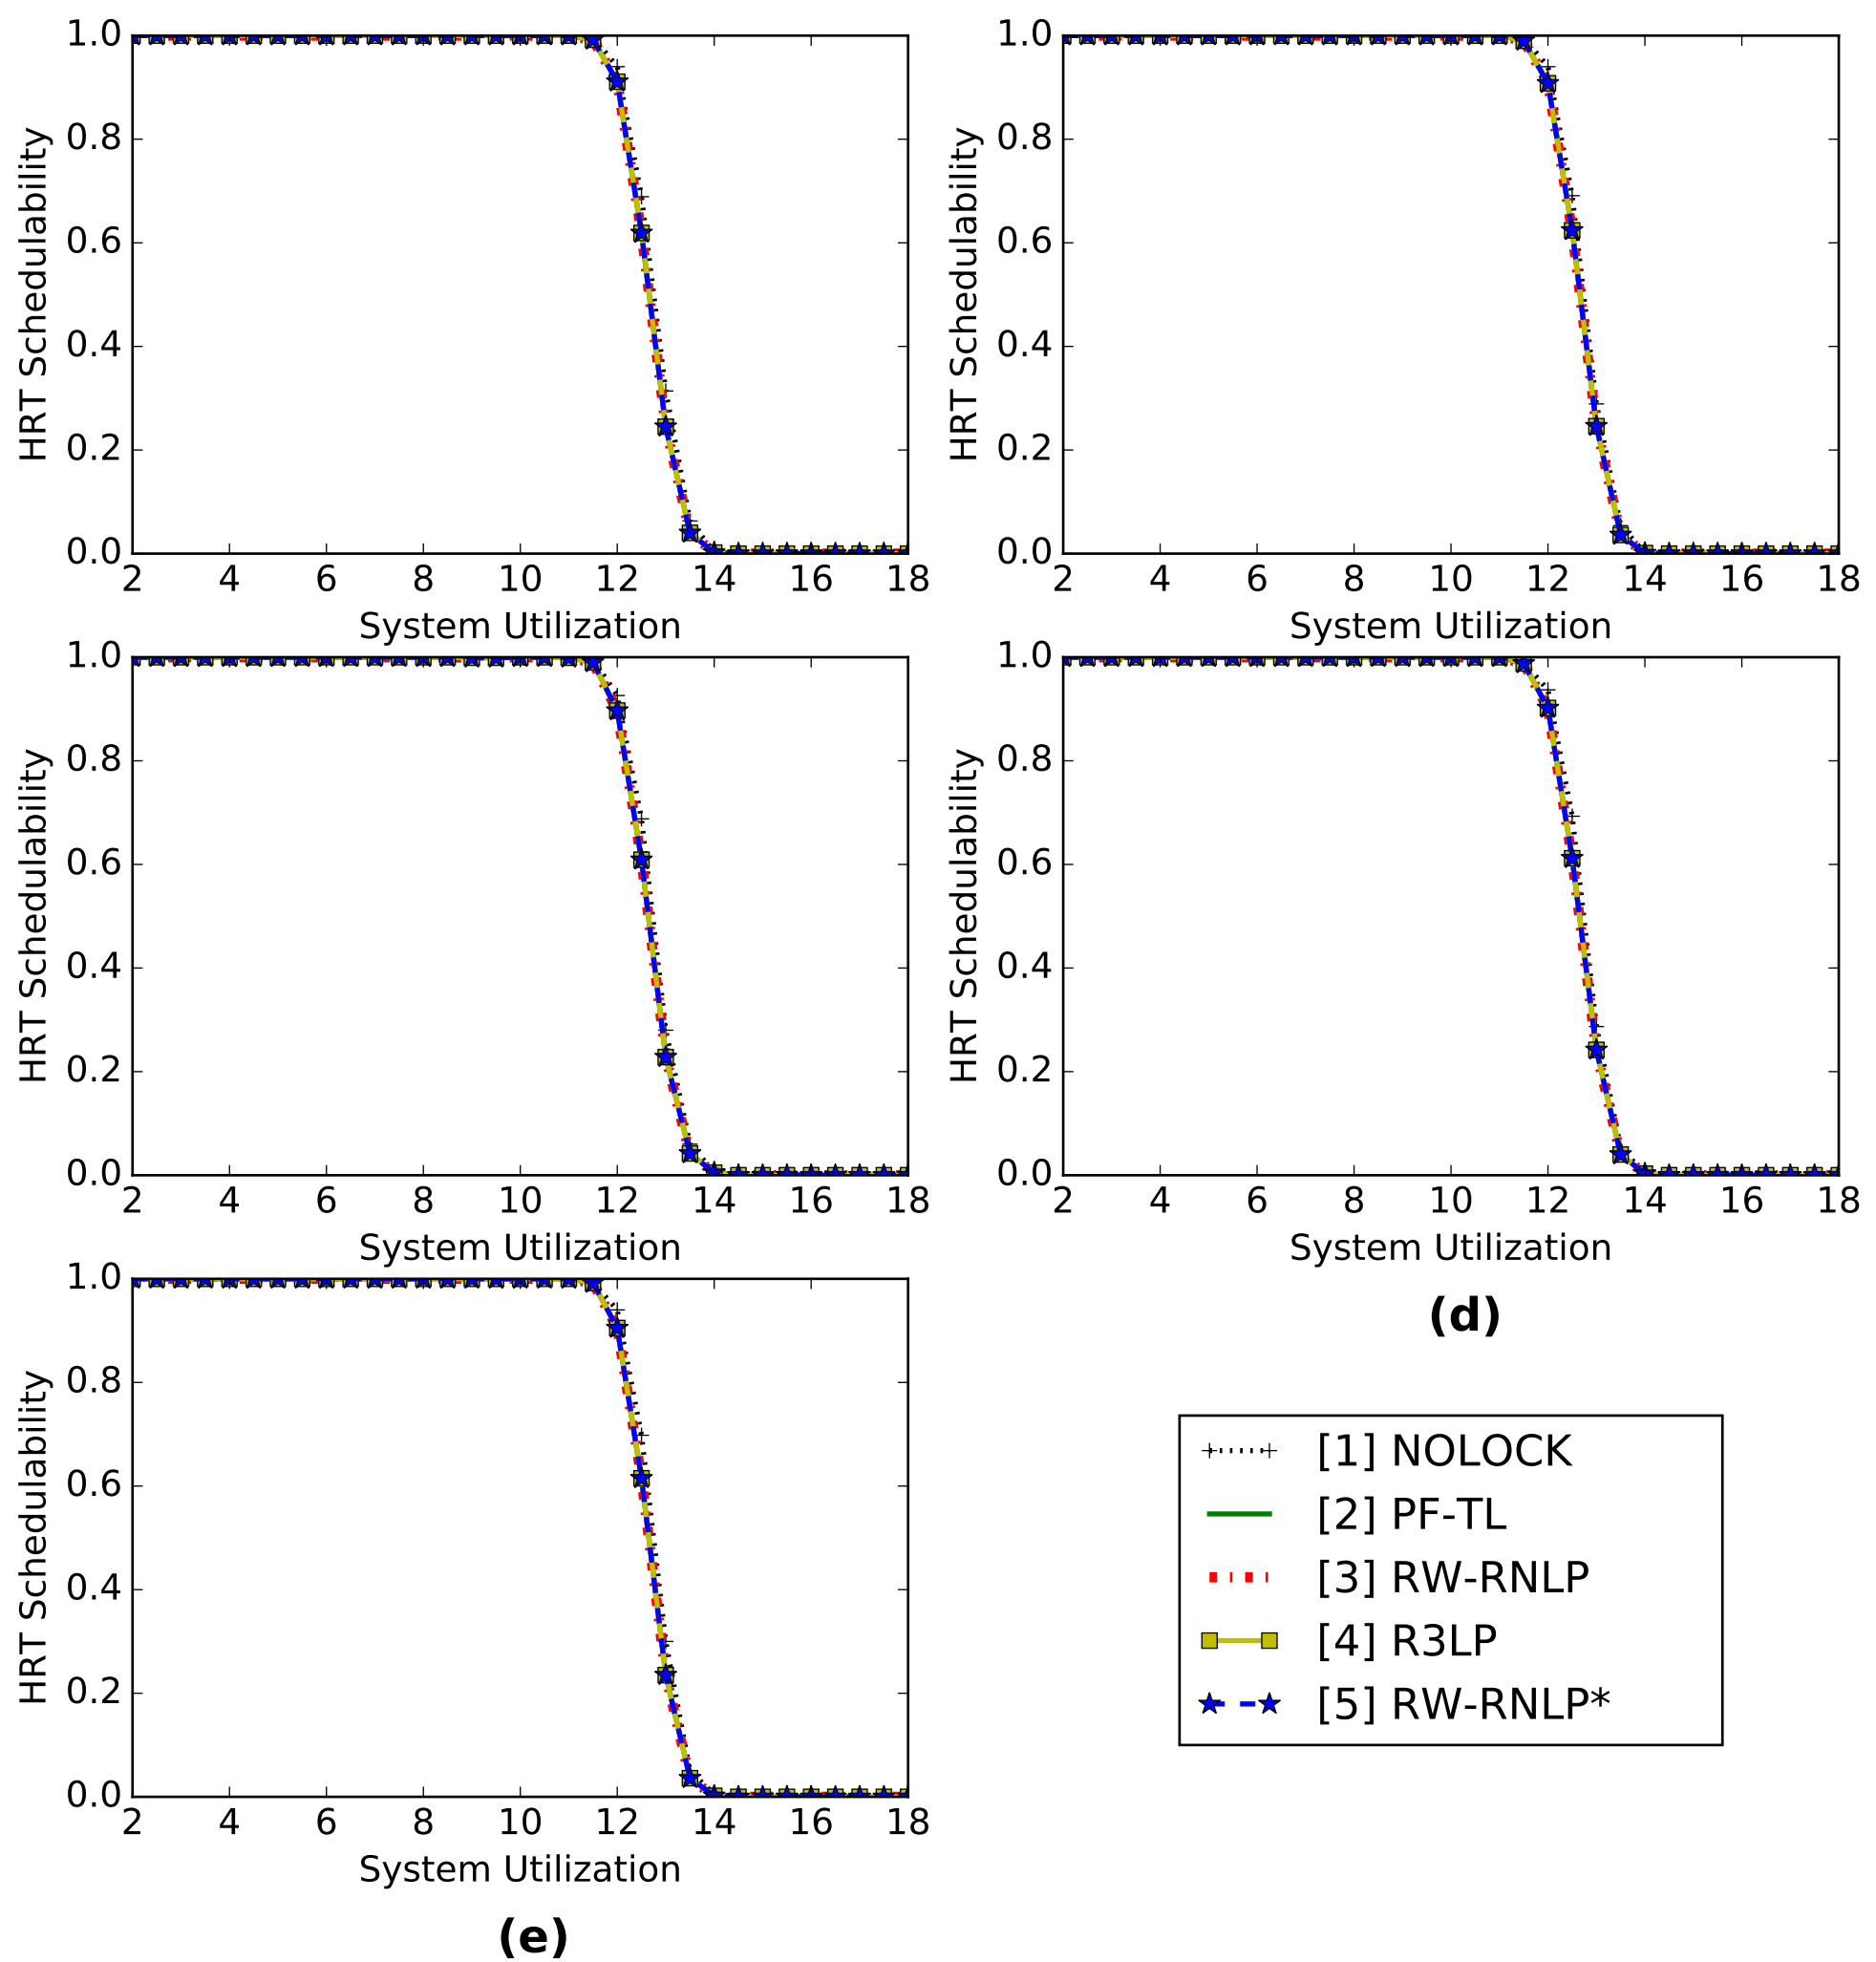 1.0
0.8
0.6
0.4
0.2
0.0
HRT Schedulability
2 4 6 8 10 12 14 16 18
System Utilization
1.0
0.8
0.6
0.4
0.2
0.0
HRT Schedulability
2 4 6 8 10 12 14 16 18
System Utilization
1.0
0.8
0.6
0.4
0.2
0.0
HRT Schedulability
2 4 6 8 10 12 14 16 18
System Utilization
1.0
0.8
0.6
0.4
0.2
0.0
HRT Schedulability
2 4 6 8 10 12 14 16 18
System Utilization
(d)
1.0
0.8
0.6
0.4
0.2
0.0
HRT Schedulability
2 4 6 8 10 12 14 16 18
System Utilization
(e)
[1] NOLOCK
[2] PF-TL
[3] RW-RNLP
[4] R3LP
[5] RW-RNLP*